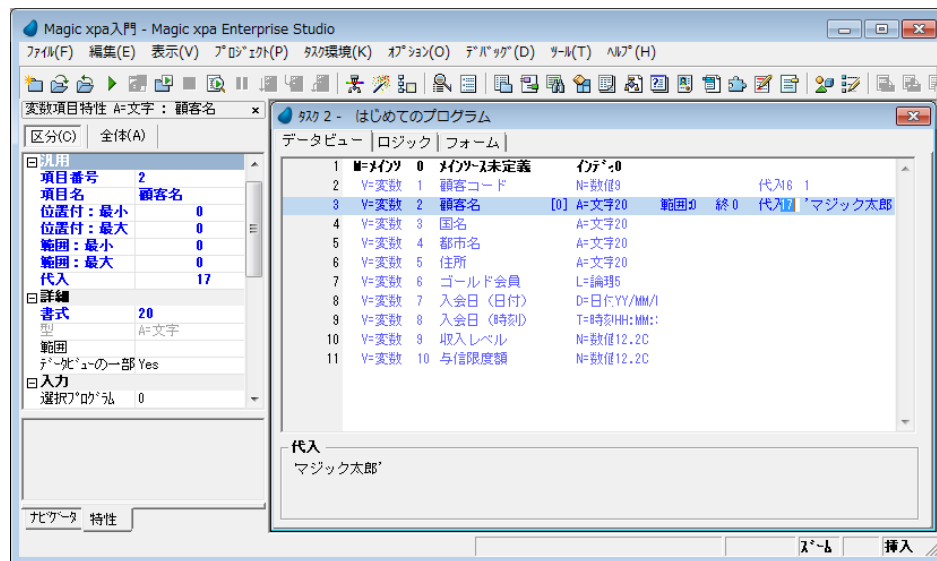 Magic xpa入門 - Magic xpa Enterprise Studio
ﾌｧｲﾙ(F) 編集(E) 表示(V) ﾌﾟﾛｼﾞｪｸﾄ(P) ﾀｽｸ環境(K) ｵﾌﾟｼｮﾝ(O) ﾃﾞﾊﾞｯｸﾞ(D) ﾂｰﾙ(T) ﾍﾙﾌﾟ(H)
変数項目特性 A=文字 : 顧客名 x
区分(C) 全体(A)
汎用
項目番号 2
項目名 顧客名
位置付：最小 0
位置付：最大 0
範囲：最小 0
範囲：最大 0
代入 17
詳細
書式 20
型 A=文字
範囲
ﾃﾞｰﾀﾋﾞｭｰの一部 Yes
入力
選択ﾌﾟﾛｸﾞﾗﾑ 0
ﾅﾋﾞｹﾞｰﾀ 特性
ﾀｽｸ 2 - はじめてのプログラム
データビュー ロジック フォーム
1 M=ﾒｲﾝｿ 0 ﾒｲﾝｿｰｽ未定義 ｲﾝﾃﾞｯ:0
2 V=変数 1 顧客コード N=数値9 代入16 1
3 V=変数 2 顧客名 [0] A=文字20 範囲:0 終0 代入17 'マジック太郎
4 V=変数 3 国名 A=文字20
5 V=変数 4 都市名 A=文字20
6 V=変数 5 住所 A=文字20
7 V=変数 6 ゴールド会員 L=論理5
8 V=変数 7 入会日（日付） D=日付YY/MM/
9 V=変数 8 入会日（時刻） T=時刻HH:MM:
10 V=変数 9 収入レベル N=数値12.2C
11 V=変数 10 与信限度額 N=数値12.2C
代入
'マジック太郎'
ｽﾞｰﾑ 挿入